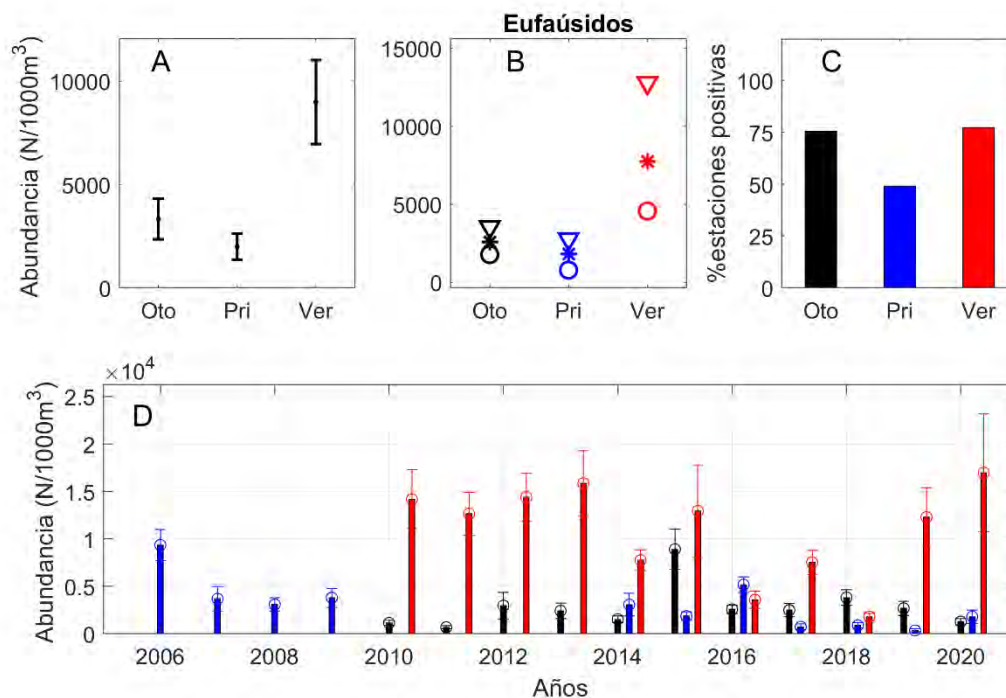 Eufaúsidos
A
B
C
Abundancia (N/1000m³)
10000
5000
0
Oto Pri Ver
15000
10000
5000
0
Oto Pri Ver
%estaciones positivas
100
75
50
25
0
Oto Pri Ver
D
×10⁴
Abundancia (N/1000m³)
2.5
2
1.5
1
0.5
0
2006 2008 2010 2012 2014 2016 2018 2020
Años